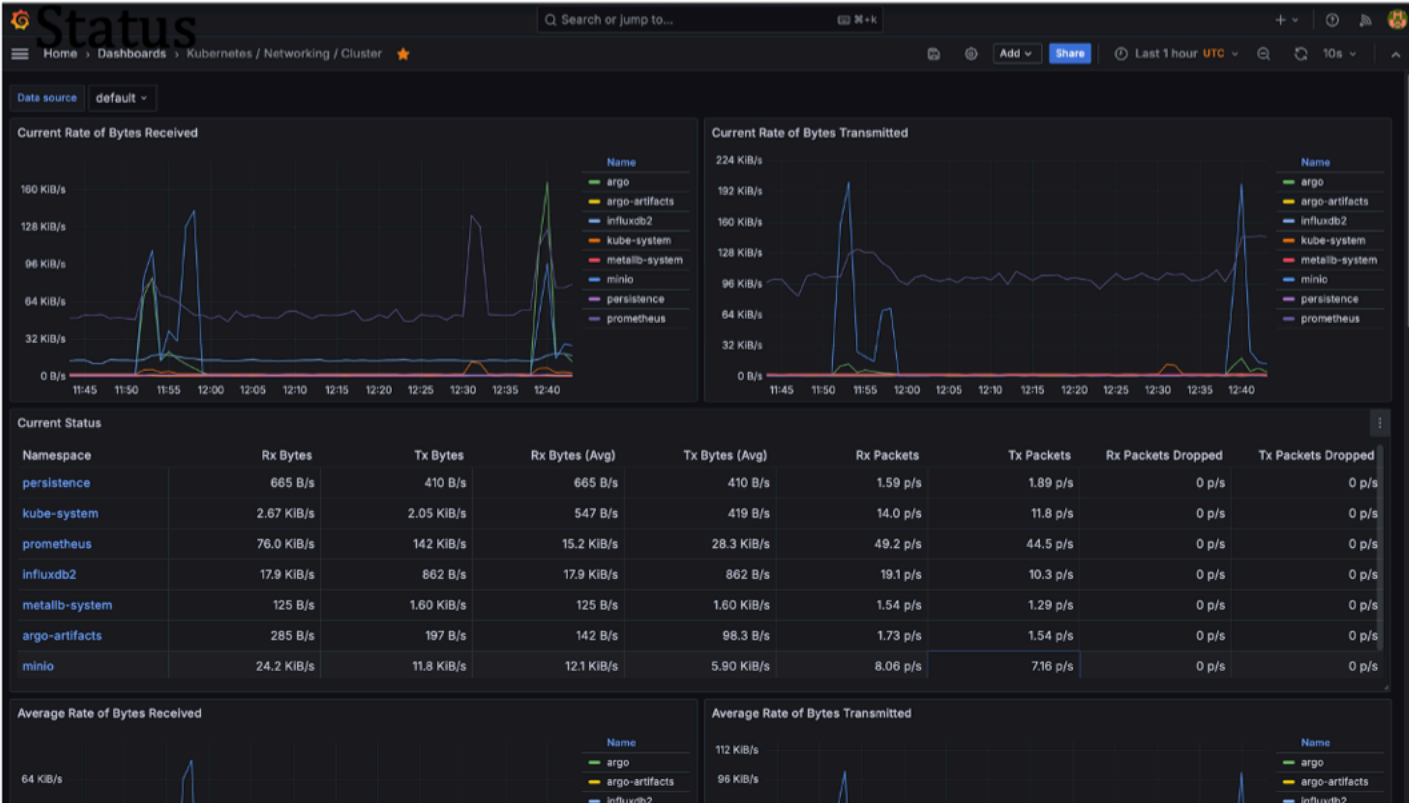 Status
Search or jump to... ⌘+k
Home › Dashboards › Kubernetes / Networking / Cluster Add Share Last 1 hour UTC 10s
Data source default
Current Rate of Bytes Received
160 KiB/s
128 KiB/s
96 KiB/s
64 KiB/s
32 KiB/s
0 B/s
11:45 11:50 11:55 12:00 12:05 12:10 12:15 12:20 12:25 12:30 12:35 12:40
Name
argo
argo-artifacts
influxdb2
kube-system
metallb-system
minio
persistence
prometheus
Current Rate of Bytes Transmitted
224 KiB/s
192 KiB/s
160 KiB/s
128 KiB/s
96 KiB/s
64 KiB/s
32 KiB/s
0 B/s
11:45 11:50 11:55 12:00 12:05 12:10 12:15 12:20 12:25 12:30 12:35 12:40
Name
argo
argo-artifacts
influxdb2
kube-system
metallb-system
minio
persistence
prometheus
Current Status
Namespace Rx Bytes Tx Bytes Rx Bytes (Avg) Tx Bytes (Avg) Rx Packets Tx Packets Rx Packets Dropped Tx Packets Dropped
persistence 665 B/s 410 B/s 665 B/s 410 B/s 1.59 p/s 1.89 p/s 0 p/s 0 p/s
kube-system 2.67 KiB/s 2.05 KiB/s 547 B/s 419 B/s 14.0 p/s 11.8 p/s 0 p/s 0 p/s
prometheus 76.0 KiB/s 142 KiB/s 15.2 KiB/s 28.3 KiB/s 49.2 p/s 44.5 p/s 0 p/s 0 p/s
influxdb2 17.9 KiB/s 862 B/s 17.9 KiB/s 862 B/s 19.1 p/s 10.3 p/s 0 p/s 0 p/s
metallb-system 125 B/s 1.60 KiB/s 125 B/s 1.60 KiB/s 1.54 p/s 1.29 p/s 0 p/s 0 p/s
argo-artifacts 285 B/s 197 B/s 142 B/s 98.3 B/s 1.73 p/s 1.54 p/s 0 p/s 0 p/s
minio 24.2 KiB/s 11.8 KiB/s 12.1 KiB/s 5.90 KiB/s 8.06 p/s 7.16 p/s 0 p/s 0 p/s
Average Rate of Bytes Received
64 KiB/s
Name
argo
argo-artifacts
influxdb2
Average Rate of Bytes Transmitted
112 KiB/s
96 KiB/s
Name
argo
argo-artifacts
influxdb2